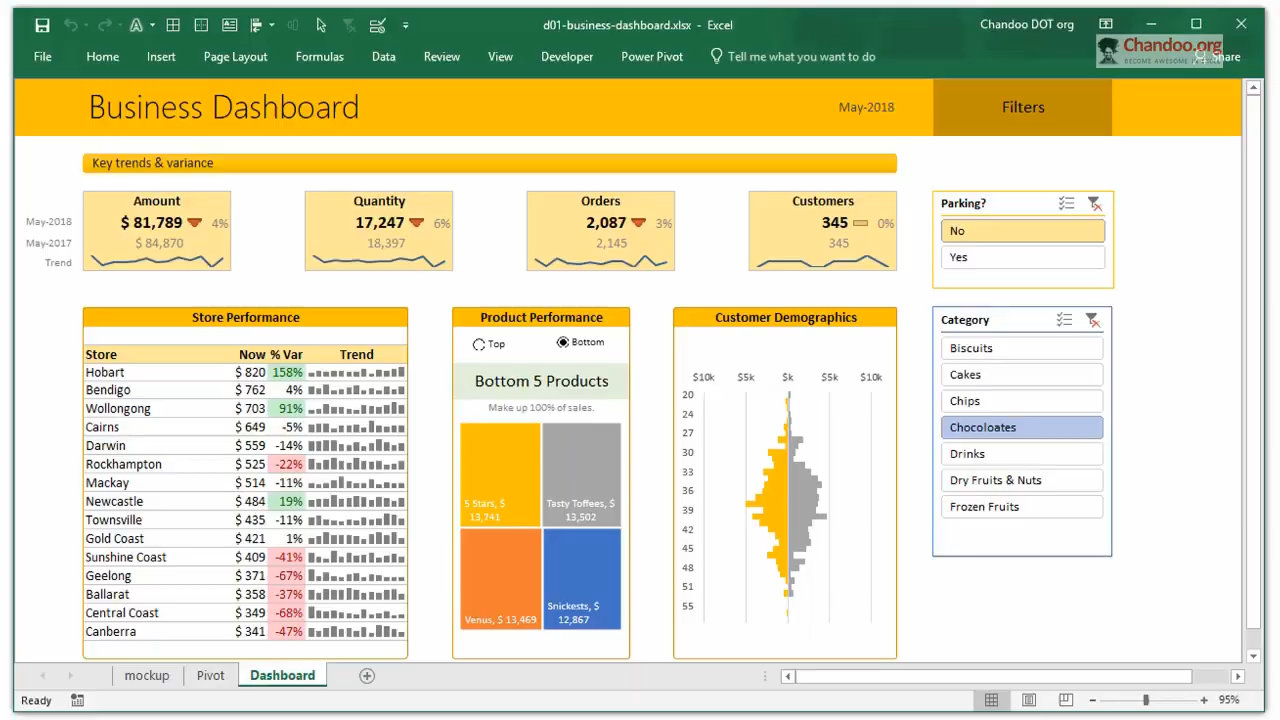 d01-business-dashboard.xlsx - Excel
Chandoo DOT org
File Home Insert Page Layout Formulas Data Review View Developer Power Pivot Tell me what you want to do
Chandoo.org
Share
Business Dashboard
May-2018
Filters
Key trends & variance
Amount Quantity Orders Customers
May-2018 $ 81,789 4% 17,247 6% 2,087 3% 345 0%
May-2017 $ 84,870 18,397 2,145 345
Trend
Parking?
No
Yes
Store Performance
Store Now % Var Trend
Hobart $ 820 158%
Bendigo $ 762 4%
Wollongong $ 703 91%
Cairns $ 649 -5%
Darwin $ 559 -14%
Rockhampton $ 525 -22%
Mackay $ 514 -11%
Newcastle $ 484 19%
Townsville $ 435 -11%
Gold Coast $ 421 1%
Sunshine Coast $ 409 -41%
Geelong $ 371 -67%
Ballarat $ 358 -37%
Central Coast $ 349 -68%
Canberra $ 341 -47%
Product Performance
Top Bottom
Bottom 5 Products
Make up 100% of sales.
5 Stars, $
13,741
Tasty Toffees, $
13,502
Venus, $ 13,469
Snickests, $
12,867
Customer Demographics
$10k $5k $k $5k $10k
20
24
27
30
33
36
39
42
45
48
51
55
Category
Biscuits
Cakes
Chips
Chocoloates
Drinks
Dry Fruits & Nuts
Frozen Fruits
mockup Pivot Dashboard
Ready
95%